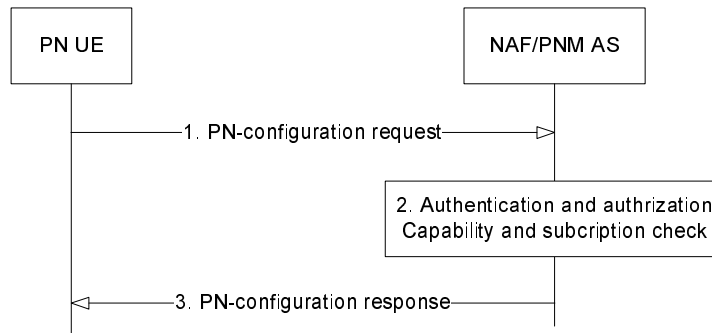 PN UE
NAF/PNM AS
1. PN-configuration request
2. Authentication and authrization
Capability and subcription check
3. PN-configuration response